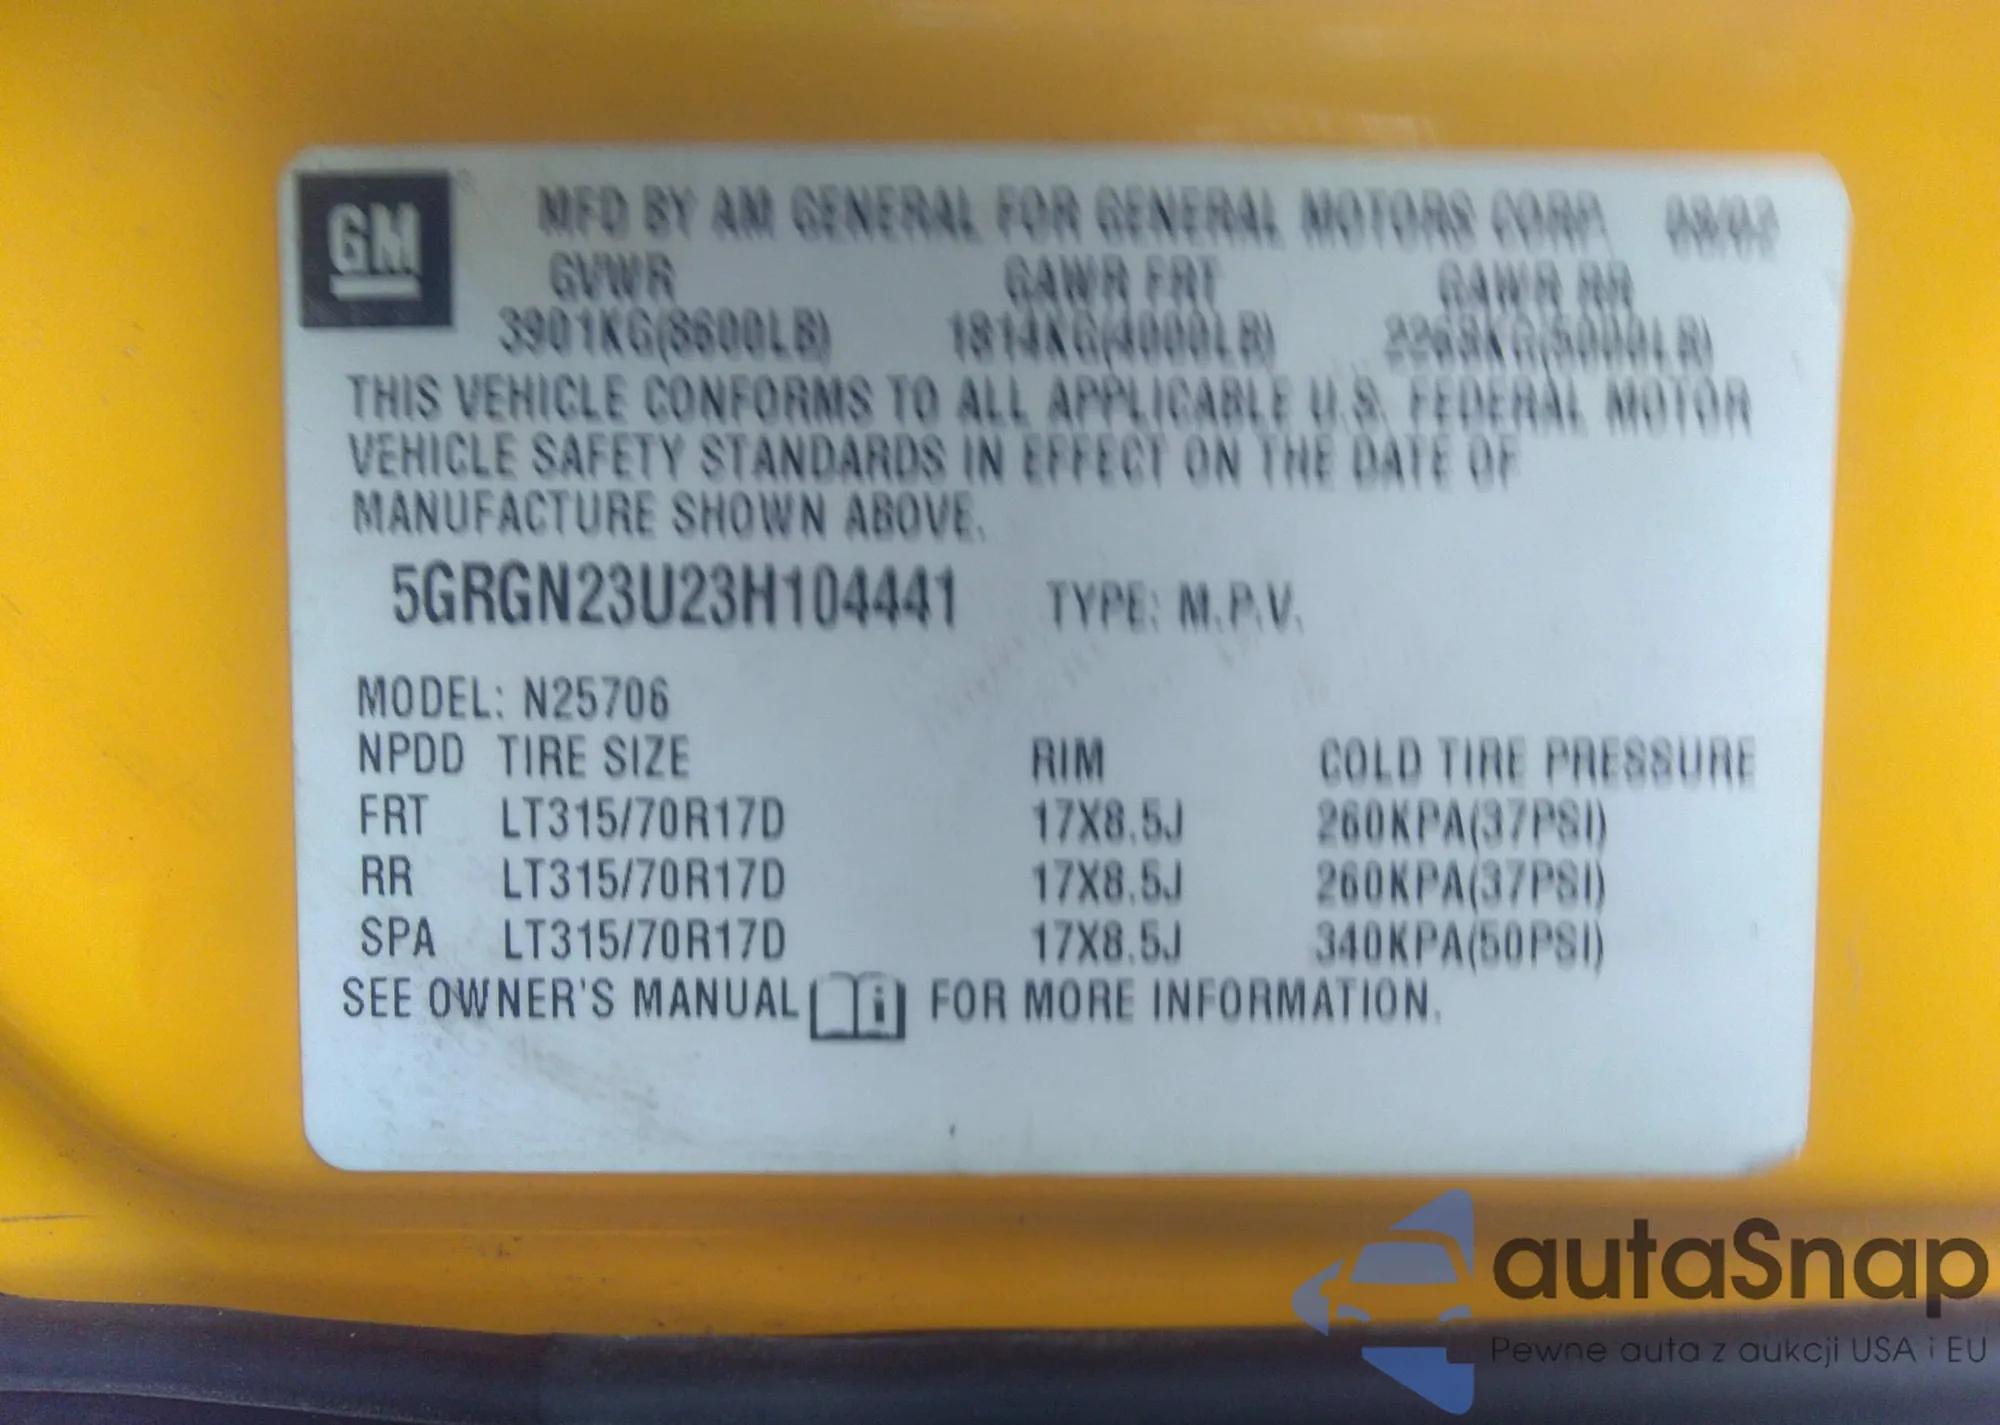 GM ® MFD BY AM GENERAL FOR GENERAL MOTORS CORP.
GVWR GAWR FRT GAWR RR
3901KG(8600LB) 1814KG(4000LB) 2268KG(5000LB)
THIS VEHICLE CONFORMS TO ALL APPLICABLE U.S. FEDERAL MOTOR
VEHICLE SAFETY STANDARDS IN EFFECT ON THE DATE OF
MANUFACTURE SHOWN ABOVE.
5GRGN23U23H104441 TYPE: M.P.V.
MODEL: N25706
NPDD TIRE SIZE RIM COLD TIRE PRESSURE
FRT LT315/70R17D 17X8.5J 260KPA(37PSI)
RR LT315/70R17D 17X8.5J 260KPA(37PSI)
SPA LT315/70R17D 17X8.5J 340KPA(50PSI)
SEE OWNER'S MANUAL i FOR MORE INFORMATION.
autaSnap
Pewne auta z aukcji USA i EU